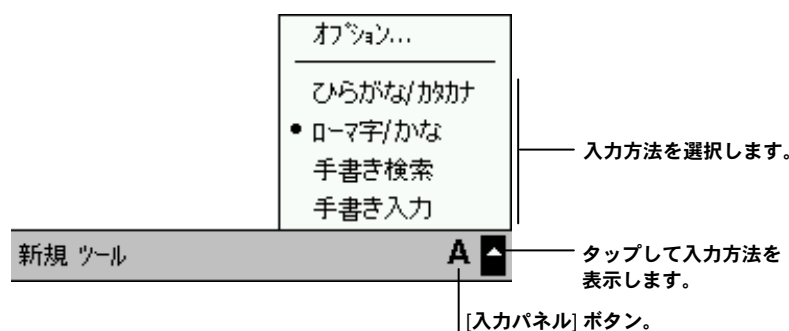 オプション...
ひらがな/カタカナ
ローマ字/かな
手書き検索
手書き入力
入力方法を選択します。
新規 ツール
A
タップして入力方法を
表示します。
[入力パネル] ボタン。